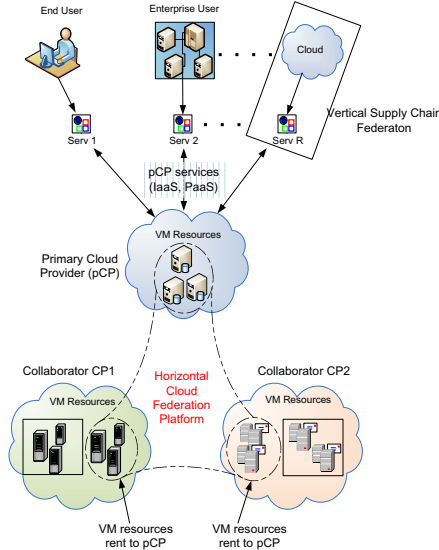 End User
Enterprise User
Cloud
Vertical Supply Chain
Federaton
Serv 1
Serv 2
Serv R
pCP services
(IaaS, PaaS)
VM Resources
Primary Cloud
Provider (pCP)
Collaborator CP1
Horizontal
Cloud
Federation
Platform
Collaborator CP2
VM Resources
VM Resources
VM resources
rent to pCP
VM resources
rent to pCP